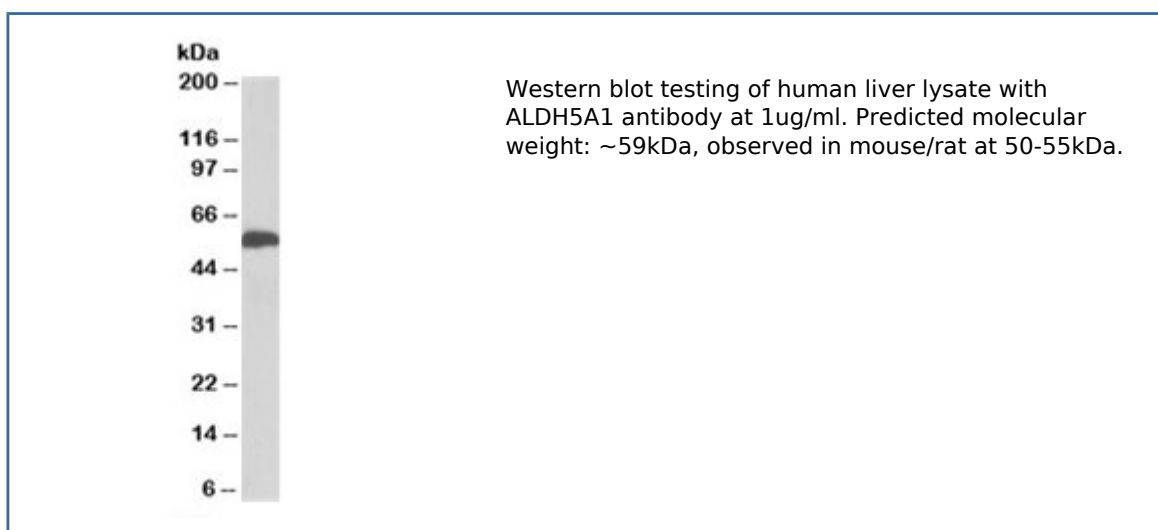 kDa
200 --
116 --
97 --
66 --
44 --
31 --
22 --
14 --
6 --
Western blot testing of human liver lysate with
ALDH5A1 antibody at 1ug/ml. Predicted molecular
weight: ~59kDa, observed in mouse/rat at 50-55kDa.